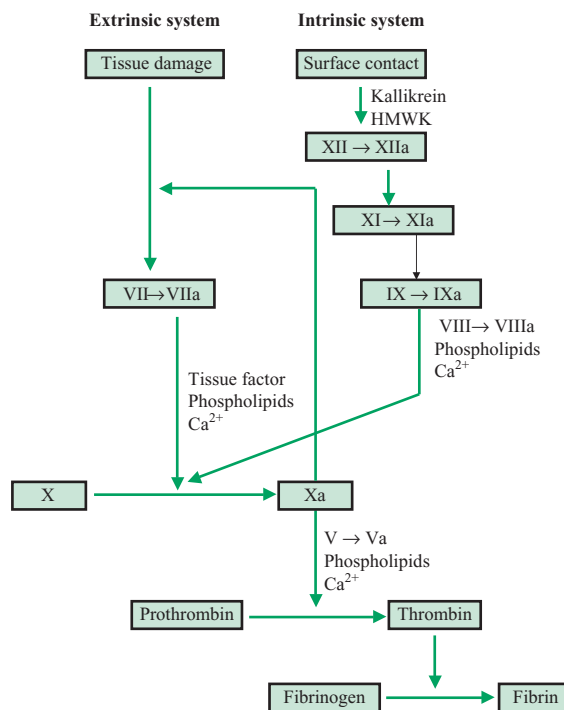 Extrinsic system
Intrinsic system
Tissue damage
Surface contact
Kallikrein
HMWK
XII → XIIa
XI → XIa
VII→VIIa
IX → IXa
VIII→ VIIIa
Phospholipids
Ca²⁺
Tissue factor
Phospholipids
Ca²⁺
X
Xa
V → Va
Phospholipids
Ca²⁺
Prothrombin
Thrombin
Fibrinogen
Fibrin